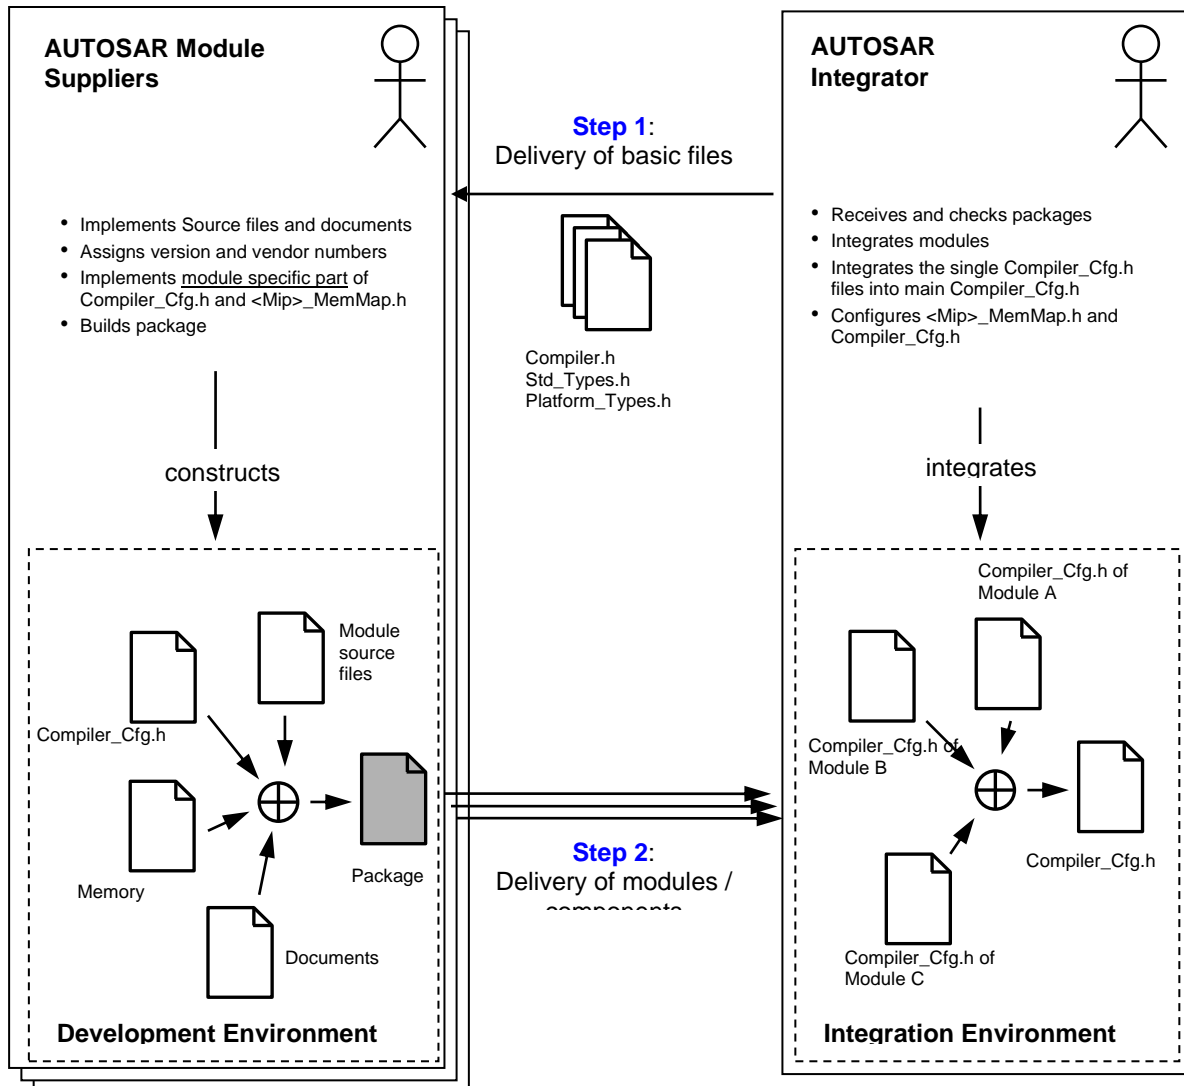 AUTOSAR Module
Suppliers
• Implements Source files and documents
• Assigns version and vendor numbers
• Implements module specific part of
Compiler_Cfg.h and <Mip>_MemMap.h
• Builds package
constructs
Compiler_Cfg.h
Module
source
files
Memory
Package
Documents
Development Environment
Step 1:
Delivery of basic files
Compiler.h
Std_Types.h
Platform_Types.h
Step 2:
Delivery of modules /
components
AUTOSAR
Integrator
• Receives and checks packages
• Integrates modules
• Integrates the single Compiler_Cfg.h
files into main Compiler_Cfg.h
• Configures <Mip>_MemMap.h and
Compiler_Cfg.h
integrates
Compiler_Cfg.h of
Module A
Compiler_Cfg.h of
Module B
Compiler_Cfg.h
Compiler_Cfg.h of
Module C
Integration Environment